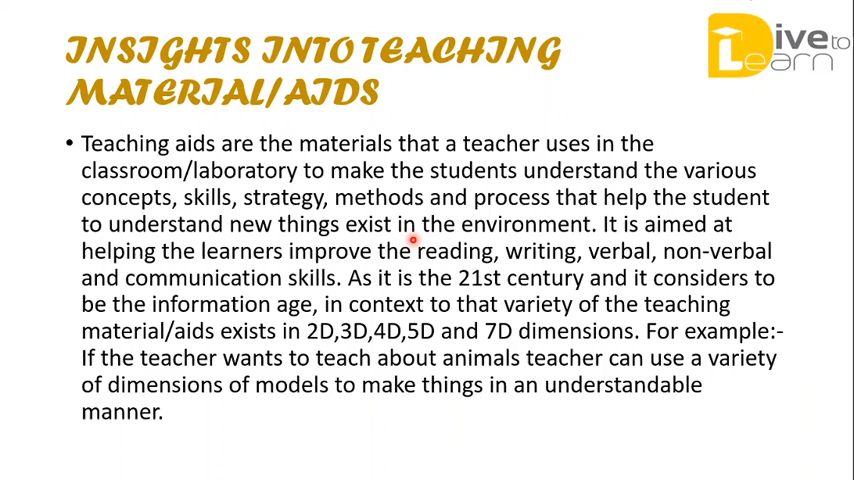 INSIGHTS INTO TEACHING
MATERIAL/AIDS
Dive to
Learn
• Teaching aids are the materials that a teacher uses in the
classroom/laboratory to make the students understand the various
concepts, skills, strategy, methods and process that help the student
to understand new things exist in the environment. It is aimed at
helping the learners improve the reading, writing, verbal, non-verbal
and communication skills. As it is the 21st century and it considers to
be the information age, in context to that variety of the teaching
material/aids exists in 2D,3D,4D,5D and 7D dimensions. For example:-
If the teacher wants to teach about animals teacher can use a variety
of dimensions of models to make things in an understandable
manner.